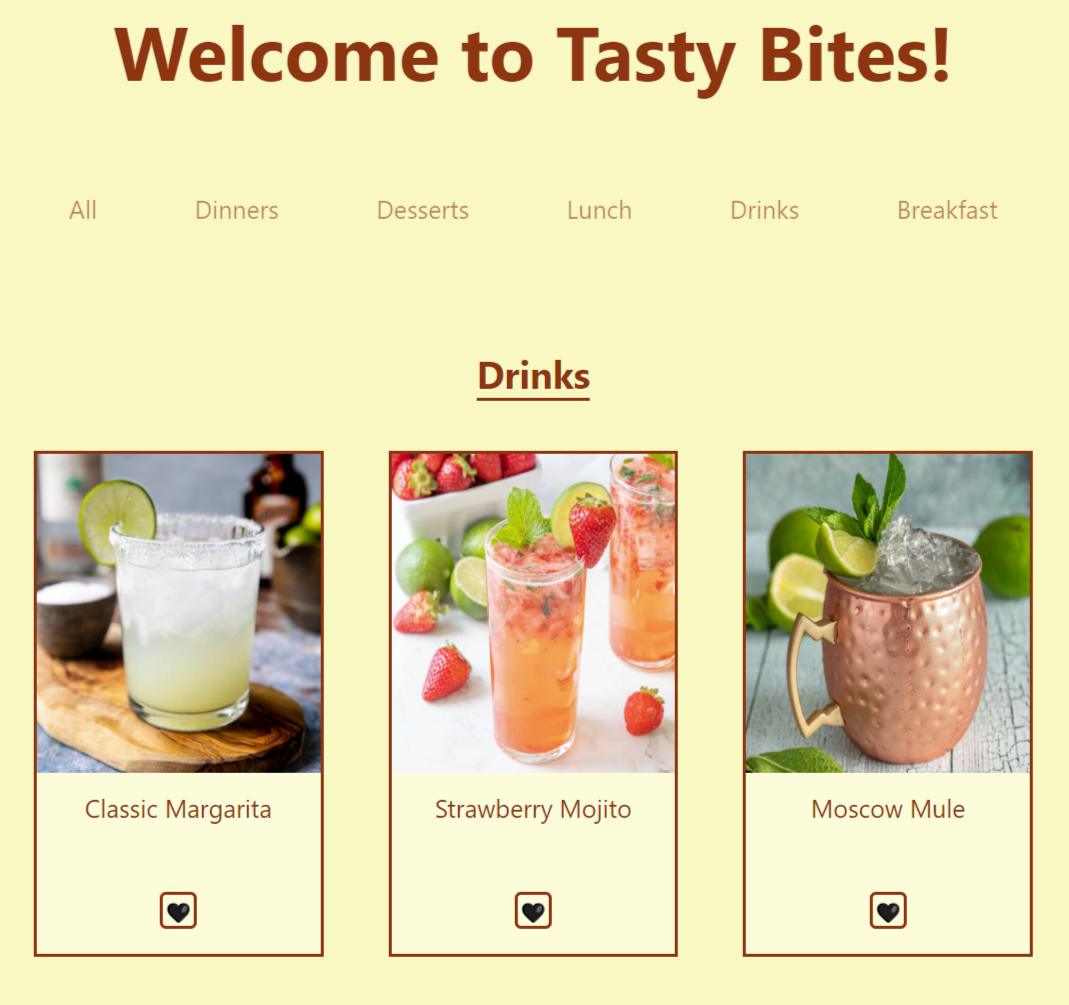 Welcome to Tasty Bites!
All Dinners Desserts Lunch Drinks Breakfast
Drinks
Classic Margarita Strawberry Mojito Moscow Mule